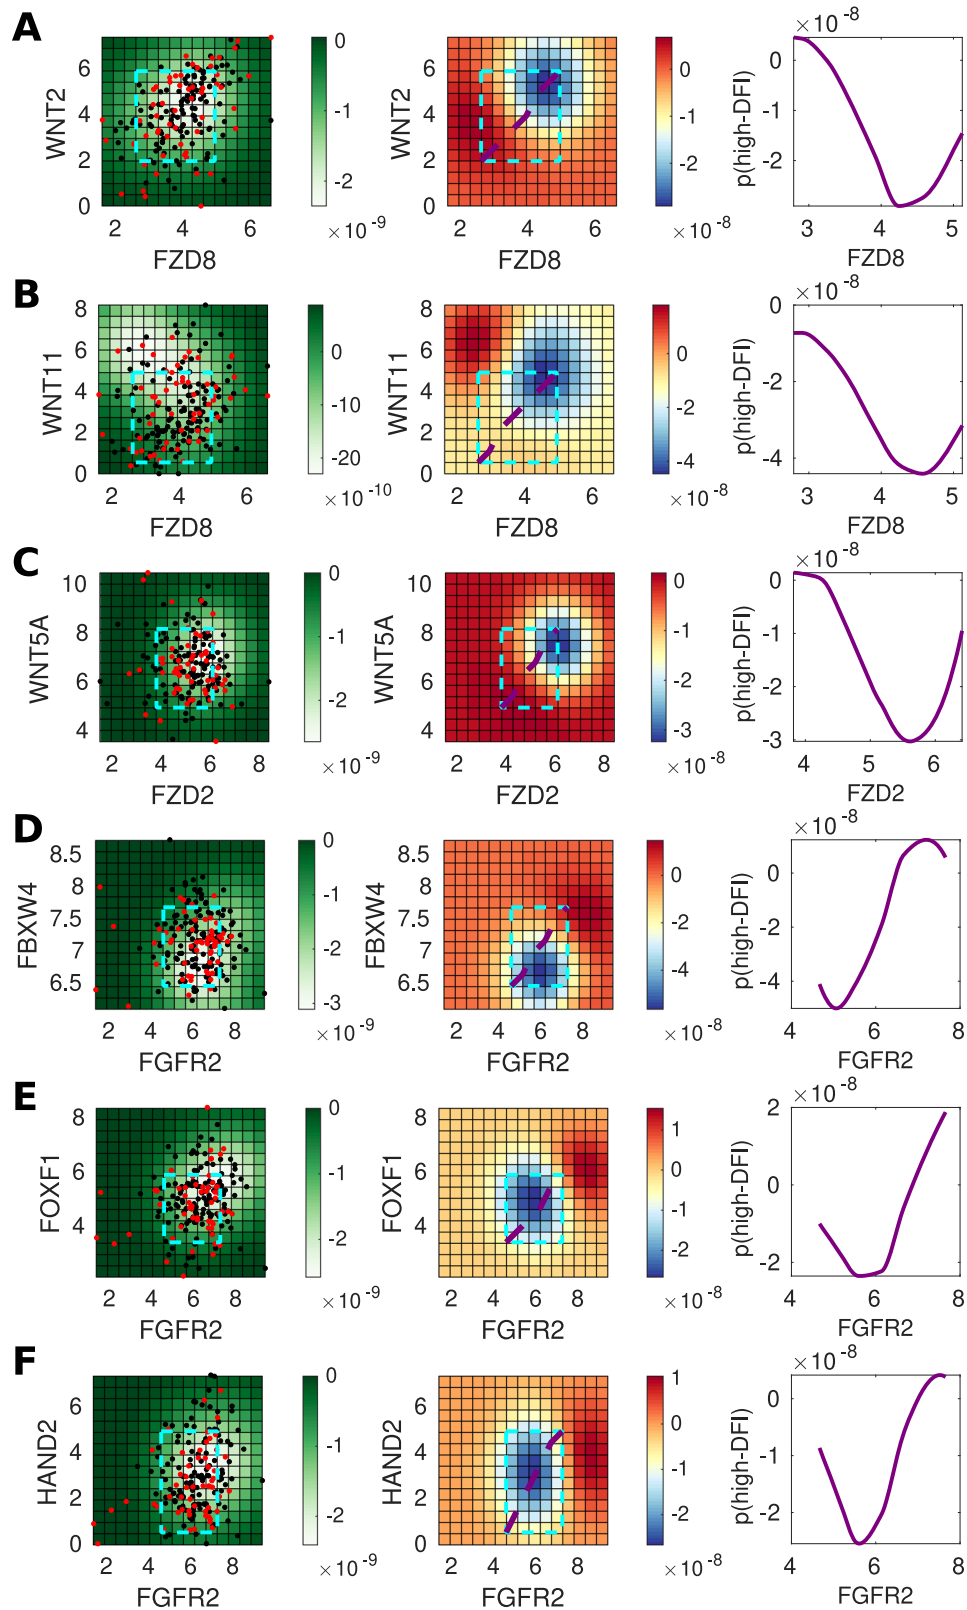 A
WNT2
6
4
2
0
2 4 6
FZD8
0
-1
-2
×10⁻⁹
WNT2
6
4
2
0
2 4 6
FZD8
0
-1
-2
×10⁻⁸
×10⁻⁸
p(high-DFI)
0
-2
3 4 5
FZD8
B
WNT11
8
6
4
2
0
2 4 6
FZD8
0
-10
-20
×10⁻¹⁰
WNT11
8
6
4
2
0
2 4 6
FZD8
0
-2
-4
×10⁻⁸
×10⁻⁸
p(high-DFI)
0
-2
-4
3 4 5
FZD8
C
WNT5A
10
8
6
4
2 4 6 8
FZD2
0
-1
-2
×10⁻⁹
WNT5A
10
8
6
4
2 4 6 8
FZD2
0
-1
-2
-3
×10⁻⁸
×10⁻⁸
p(high-DFI)
0
-1
-2
-3
4 5 6
FZD2
D
FBXW4
8.5
8
7.5
7
6.5
2 4 6 8
FGFR2
0
-1
-2
-3
×10⁻⁹
FBXW4
8.5
8
7.5
7
6.5
2 4 6 8
FGFR2
0
-2
-4
×10⁻⁸
×10⁻⁸
p(high-DFI)
0
-2
-4
4 6 8
FGFR2
E
FOXF1
8
6
4
2 4 6 8
FGFR2
0
-1
-2
×10⁻⁹
FOXF1
8
6
4
2 4 6 8
FGFR2
1
0
-1
-2
×10⁻⁸
×10⁻⁸
p(high-DFI)
2
0
-2
4 6 8
FGFR2
F
HAND2
6
4
2
0
2 4 6 8
FGFR2
0
-1
-2
×10⁻⁹
HAND2
6
4
2
0
2 4 6 8
FGFR2
1
0
-1
-2
×10⁻⁸
×10⁻⁸
p(high-DFI)
0
-2
4 6 8
FGFR2